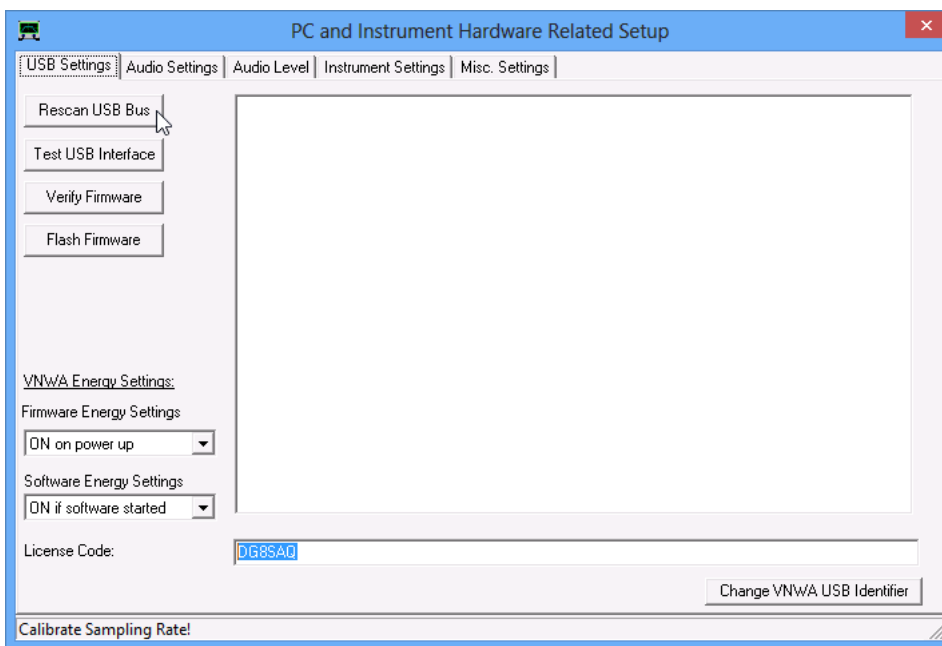 PC and Instrument Hardware Related Setup
USB Settings Audio Settings Audio Level Instrument Settings Misc. Settings
Rescan USB Bus
Test USB Interface
Verify Firmware
Flash Firmware
VNWA Energy Settings:
Firmware Energy Settings
ON on power up
Software Energy Settings
ON if software started
License Code: DG8SAQ
Change VNWA USB Identifier
Calibrate Sampling Rate!